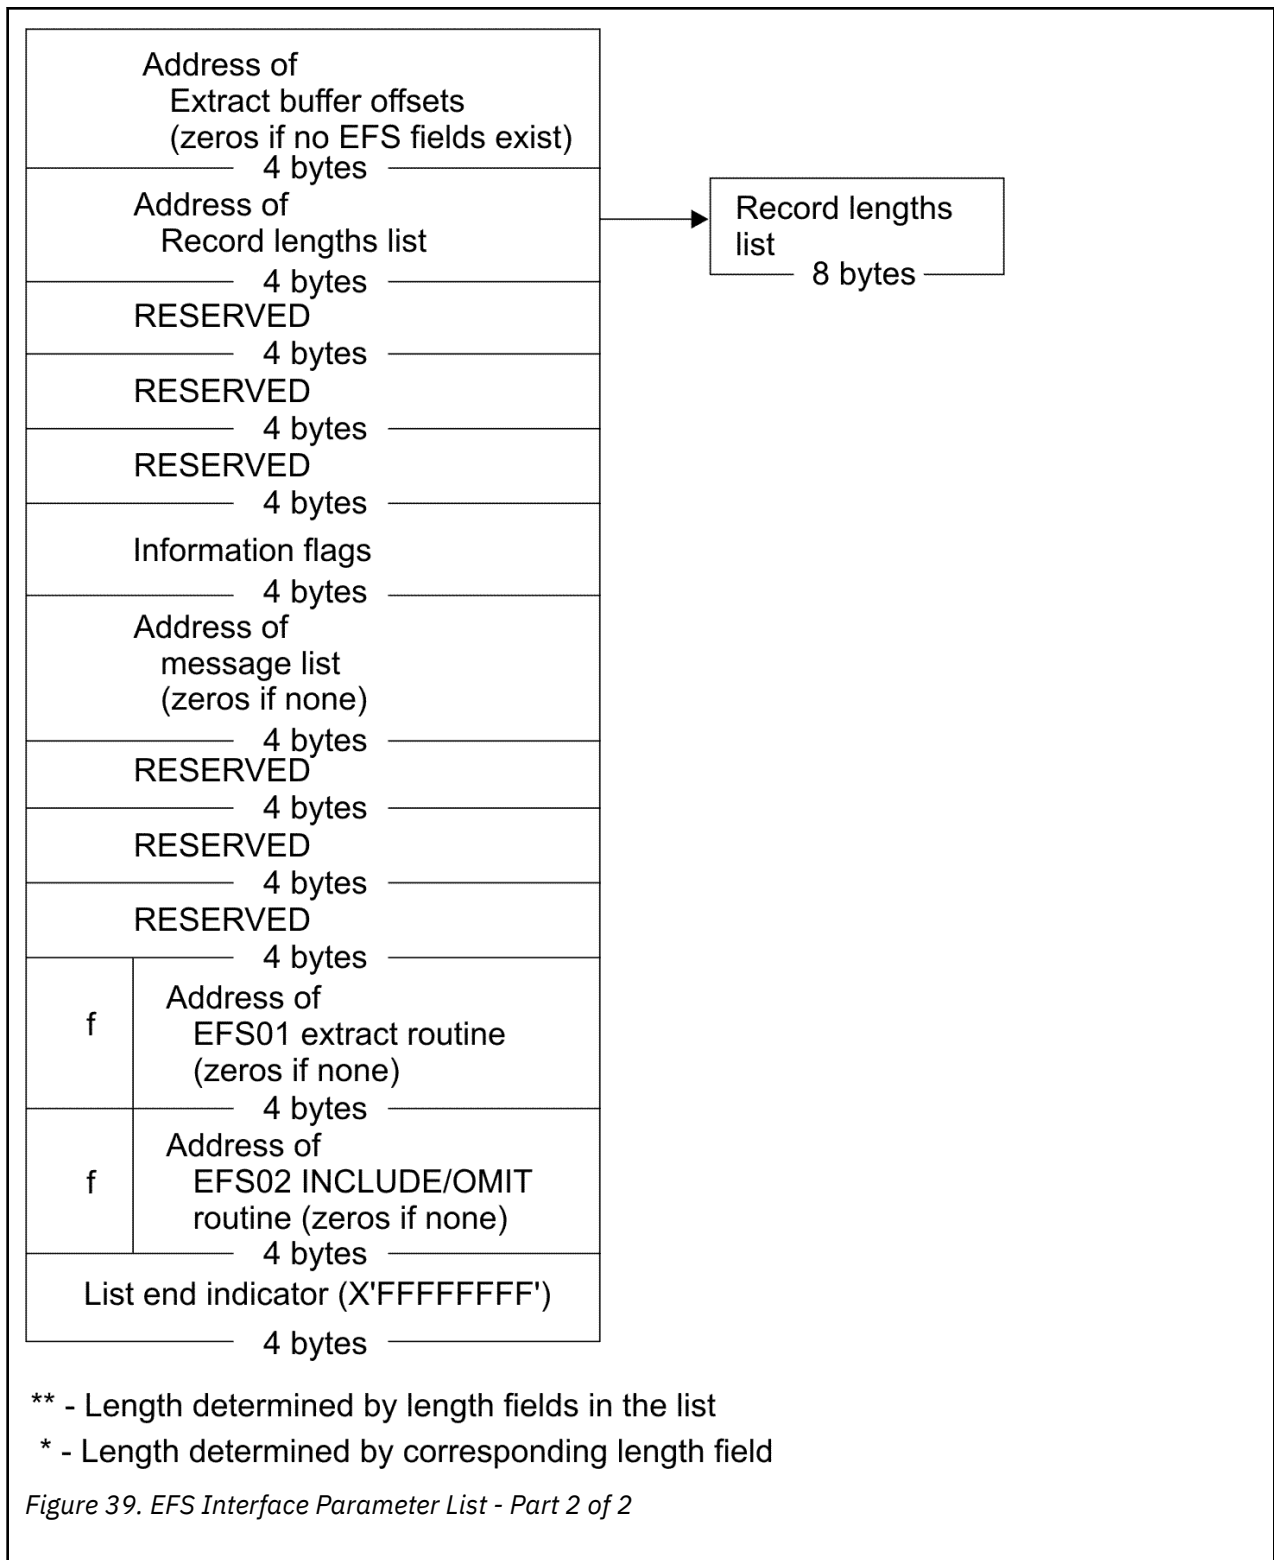 Address of
Extract buffer offsets
(zeros if no EFS fields exist)
4 bytes
Address of
Record lengths list
4 bytes
Record lengths
list
8 bytes
RESERVED
4 bytes
RESERVED
4 bytes
RESERVED
4 bytes
Information flags
4 bytes
Address of
message list
(zeros if none)
4 bytes
RESERVED
4 bytes
RESERVED
4 bytes
RESERVED
4 bytes
f
Address of
EFS01 extract routine
(zeros if none)
4 bytes
f
Address of
EFS02 INCLUDE/OMIT
routine (zeros if none)
4 bytes
List end indicator (X'FFFFFFFF')
4 bytes
** - Length determined by length fields in the list
* - Length determined by corresponding length field
Figure 39. EFS Interface Parameter List - Part 2 of 2